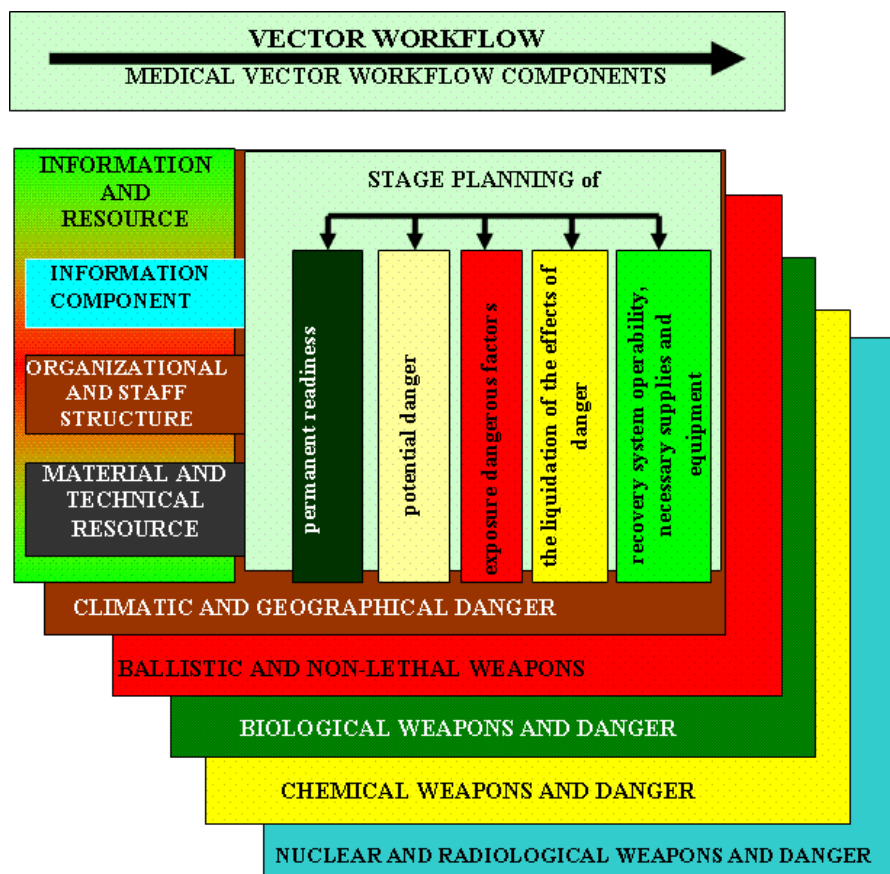 VECTOR WORKFLOW
MEDICAL VECTOR WORKFLOW COMPONENTS
INFORMATION
AND
RESOURCE
INFORMATION
COMPONENT
ORGANIZATIONAL
AND STAFF
STRUCTURE
MATERIAL AND
TECHNICAL
RESOURCE
STAGE PLANNING of
permanent readiness
potential danger
exposure dangerous factors
the liquidation of the effects of
danger
recovery system operability,
necessary supplies and
equipment
CLIMATIC AND GEOGRAPHICAL DANGER
BALLISTIC AND NON-LETHAL WEAPONS
BIOLOGICAL WEAPONS AND DANGER
CHEMICAL WEAPONS AND DANGER
NUCLEAR AND RADIOLOGICAL WEAPONS AND DANGER